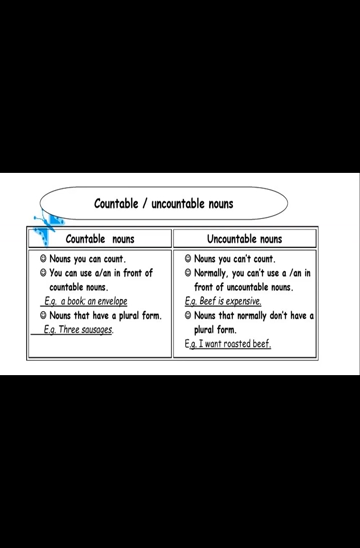 Countable / uncountable nouns
Countable nouns
☺ Nouns you can count.
☺ You can use a/an in front of
countable nouns.
E.g. a book; an envelope
☺ Nouns that have a plural form.
E.g. Three sausages.
Uncountable nouns
☺ Nouns you can't count.
☺ Normally, you can't use a /an in
front of uncountable nouns.
E.g. Beef is expensive.
☺ Nouns that normally don't have a
plural form.
E.g. I want roasted beef.